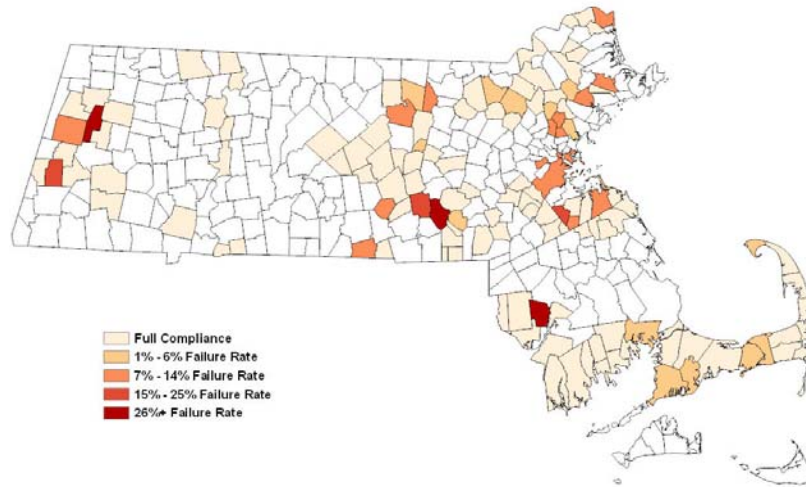 Full Compliance
1% - 6% Failure Rate
7% - 14% Failure Rate
15% - 25% Failure Rate
26%+ Failure Rate